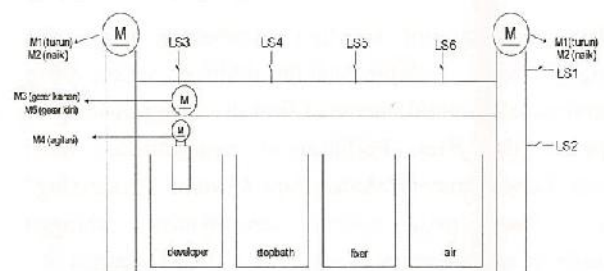 M1(turun)
M2(naik)
M
LS3
LS4
LS5
LS6
M
M1(turun)
M2(naik)
LS1
M3(geser kanan)
M5(geser kiri)
M
M4(agitasi)
M
LS2
developer
stopbath
fixer
air